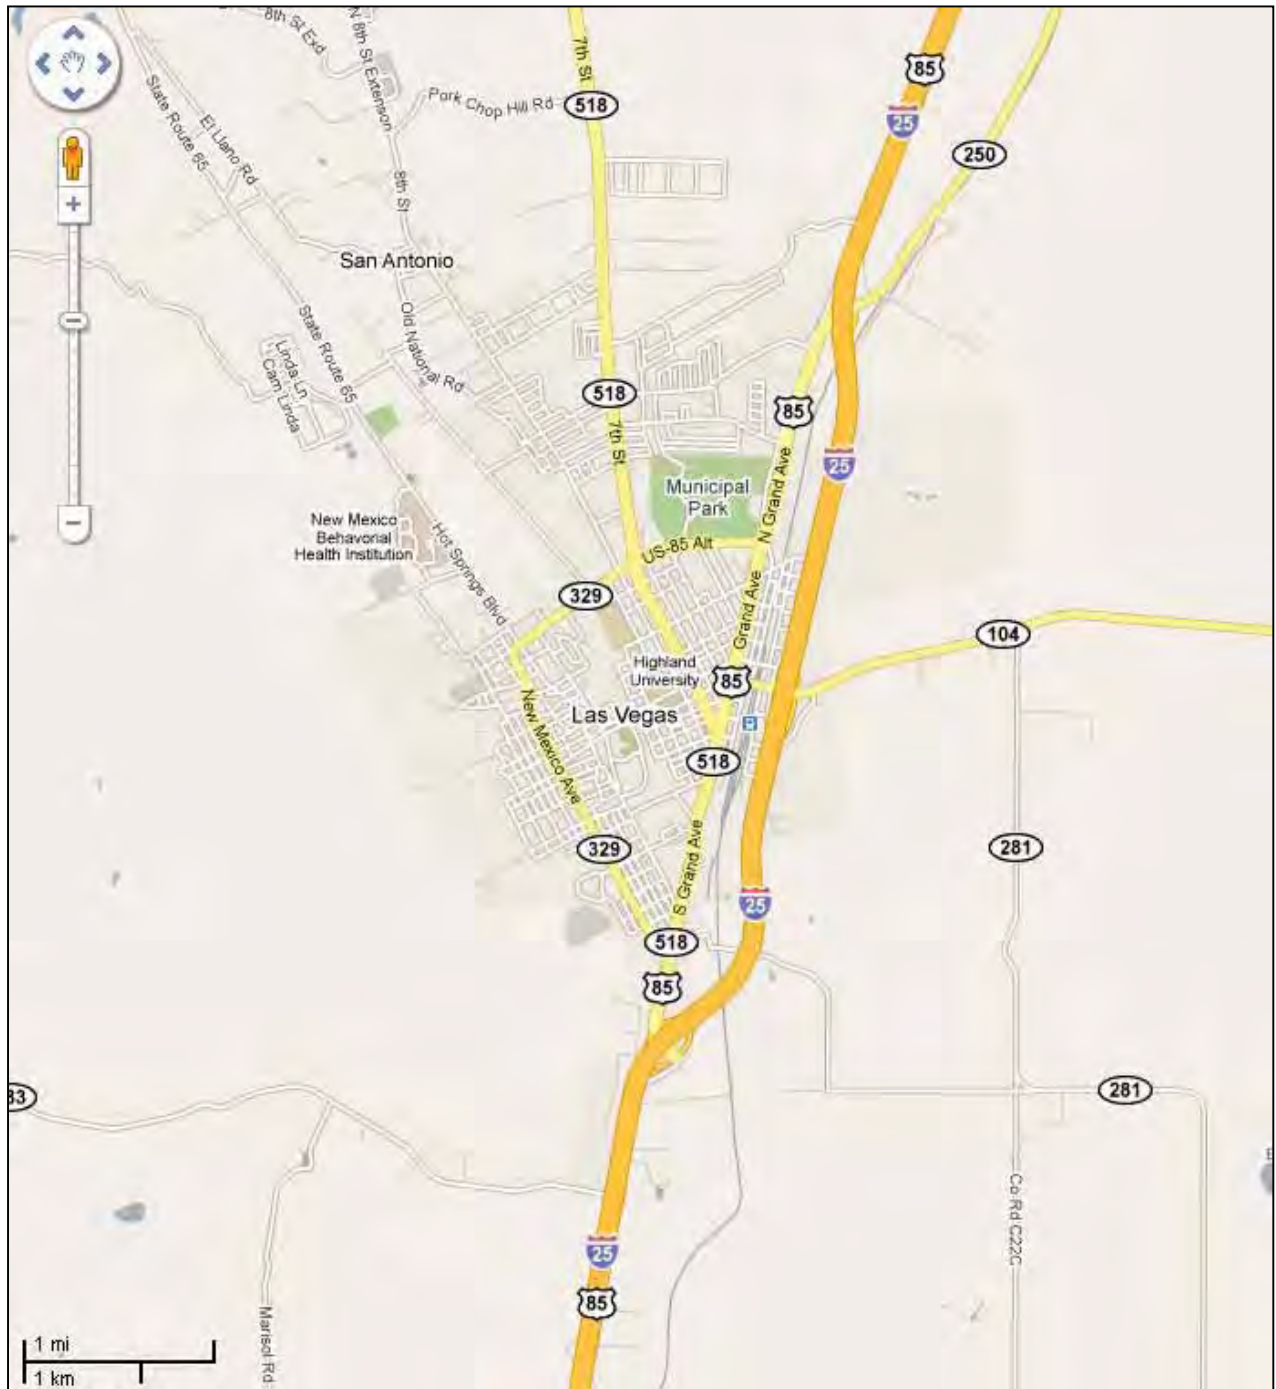 8th St Exd
N 8th St Extenson
7th St
85
State Route 65
El Llano Rd
Pork Chop Hill Rd
518
25
250
8th St
San Antonio
Old National Rd
State Route 65
Linda Ln
Cam Linda
518
7th St
85
25
Municipal
Park
N Grand Ave
New Mexico
Behavorial
Health Institution
Hot Springs Blvd
US-85 Alt
329
Grand Ave
104
Highland
University
85
Las Vegas
New Mexico Ave
518
329
S Grand Ave
281
25
518
85
281
Co Rd C22C
25
85
Marisol Rd
1 mi
1 km